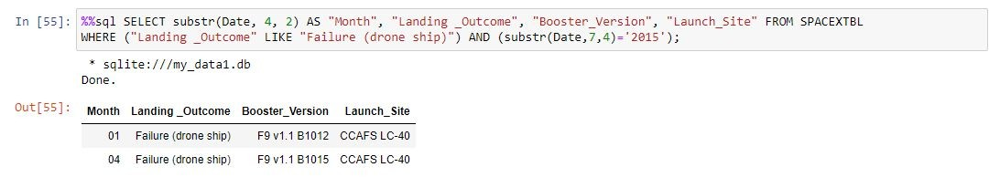 In [55]: %%sql SELECT substr(Date, 4, 2) AS "Month", "Landing _Outcome", "Booster_Version", "Launch_Site" FROM SPACEXTBL
WHERE ("Landing _Outcome" LIKE "Failure (drone ship)") AND (substr(Date,7,4)='2015');
* sqlite:///my_data1.db
Done.
Out[55]: Month Landing _Outcome Booster_Version Launch_Site
01 Failure (drone ship) F9 v1.1 B1012 CCAFS LC-40
04 Failure (drone ship) F9 v1.1 B1015 CCAFS LC-40